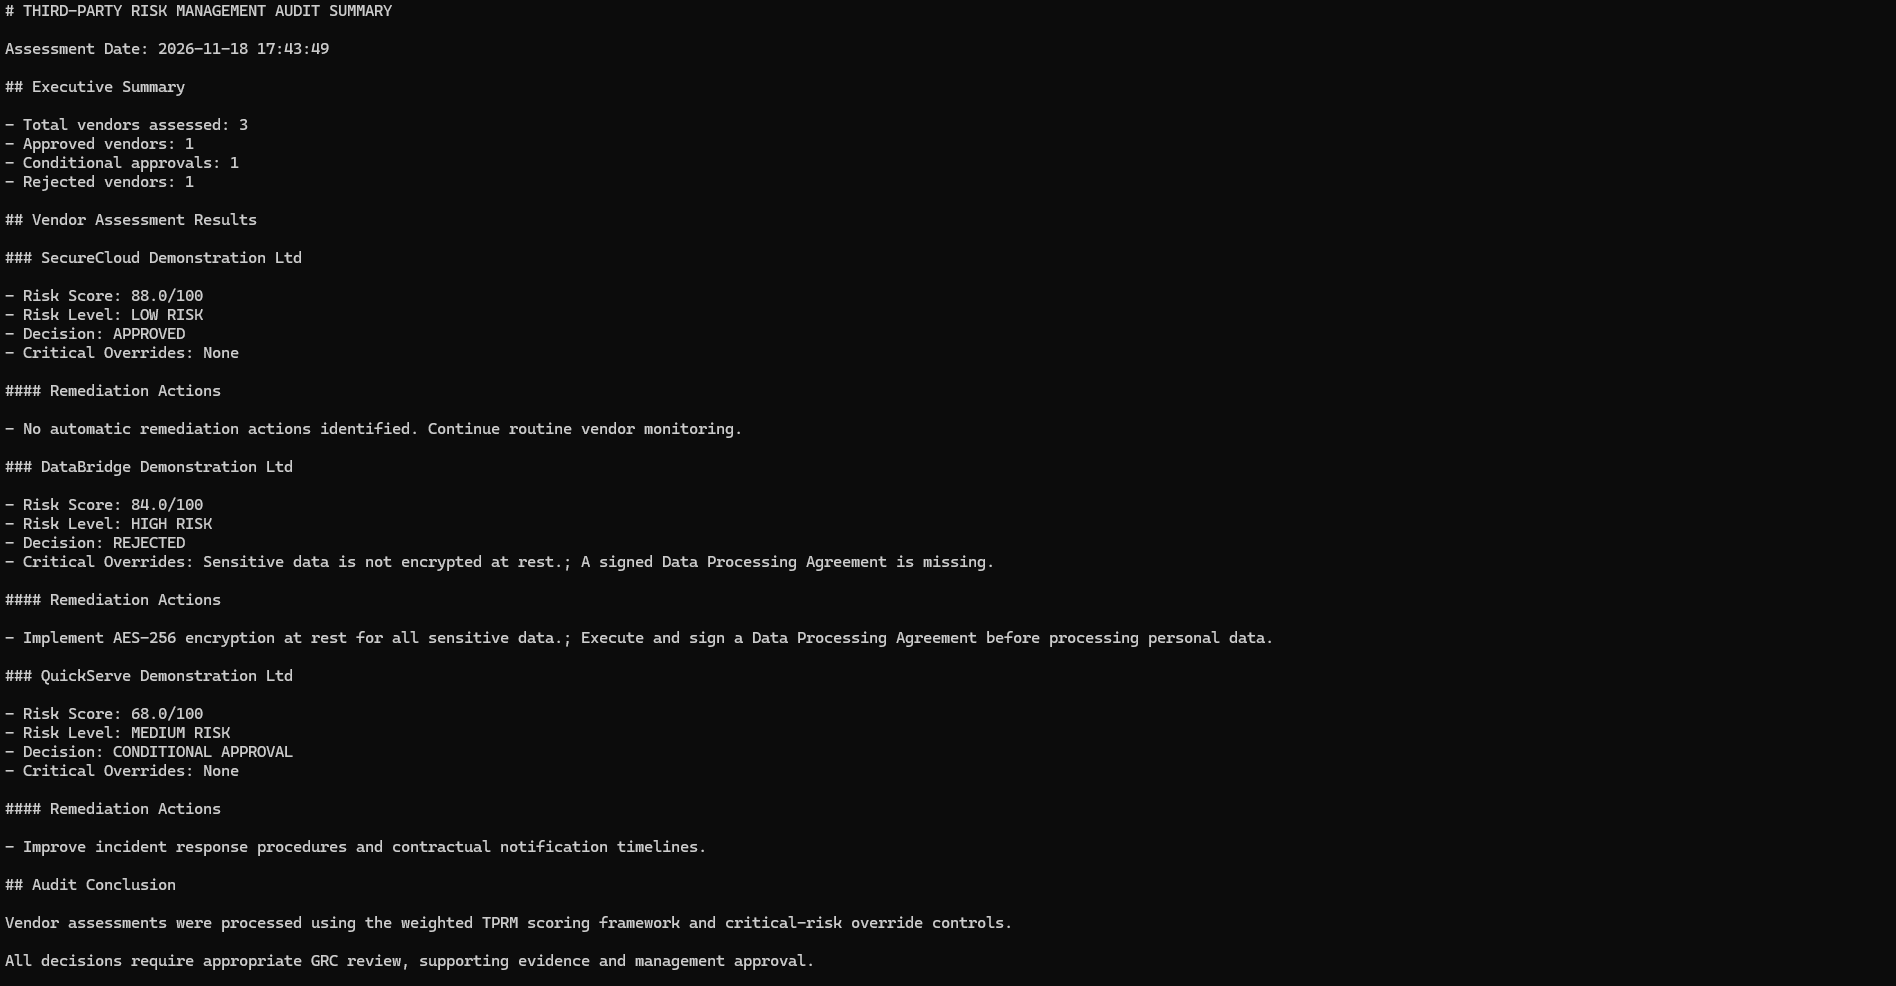 # THIRD-PARTY RISK MANAGEMENT AUDIT SUMMARY
Assessment Date: 2026-11-18 17:43:49
## Executive Summary
- Total vendors assessed: 3
- Approved vendors: 1
- Conditional approvals: 1
- Rejected vendors: 1
## Vendor Assessment Results
### SecureCloud Demonstration Ltd
- Risk Score: 88.0/100
- Risk Level: LOW RISK
- Decision: APPROVED
- Critical Overrides: None
#### Remediation Actions
- No automatic remediation actions identified. Continue routine vendor monitoring.
### DataBridge Demonstration Ltd
- Risk Score: 84.0/100
- Risk Level: HIGH RISK
- Decision: REJECTED
- Critical Overrides: Sensitive data is not encrypted at rest.; A signed Data Processing Agreement is missing.
#### Remediation Actions
- Implement AES-256 encryption at rest for all sensitive data.; Execute and sign a Data Processing Agreement before processing personal data.
### QuickServe Demonstration Ltd
- Risk Score: 68.0/100
- Risk Level: MEDIUM RISK
- Decision: CONDITIONAL APPROVAL
- Critical Overrides: None
#### Remediation Actions
- Improve incident response procedures and contractual notification timelines.
## Audit Conclusion
Vendor assessments were processed using the weighted TPRM scoring framework and critical-risk override controls.
All decisions require appropriate GRC review, supporting evidence and management approval.